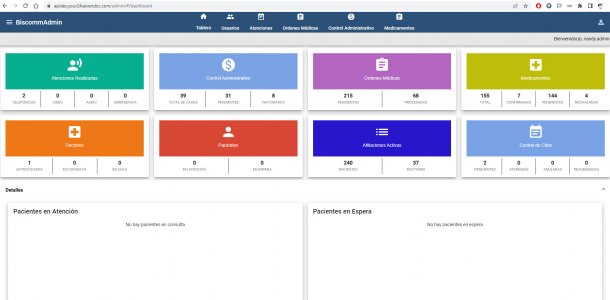 apidev.your24savendoc.com/admin/#/dashboard
BiscommAdmin
Tablero
Usuarios
Atenciones
Ordenes Médicas
Control Administrativo
Medicamentos
Bienvenido(a), nandy.admin
Atenciones Realizadas
2 0 0 0
TELEFÓNICAS VIDEO AUDIO EMERGENCIA
Control Administrativo
39 31 8
TOTAL DE CASOS PENDIENTES FACTURADOS
Órdenes Médicas
215 68
PENDIENTES PROCESADAS
Medicamentos
155 7 144 4
TOTAL CONFIRMADAS PENDIENTES RECHAZADAS
Doctores
1 0 0
AUTENTICADOS EN CONSULTA EN COLA
Pacientes
0 0
EN ATENCIÓN EN ESPERA
Afiliaciones Activas
240 37
PACIENTES DOCTORES
Control de Citas
2 0 0 0
PENDIENTES ATENDIDAS ANULADAS REAGENDADAS
Detalles
Pacientes en Atención
No hay pacientes en consulta
Pacientes en Espera
No hay pacientes en espera